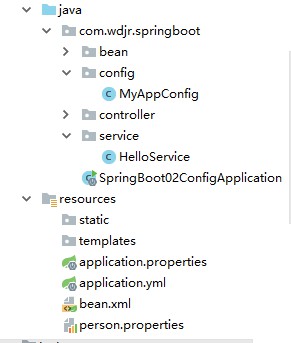 java
com.wdjr.springboot
bean
config
MyAppConfig
controller
service
HelloService
SpringBoot02ConfigApplication
resources
static
templates
application.properties
application.yml
bean.xml
person.properties